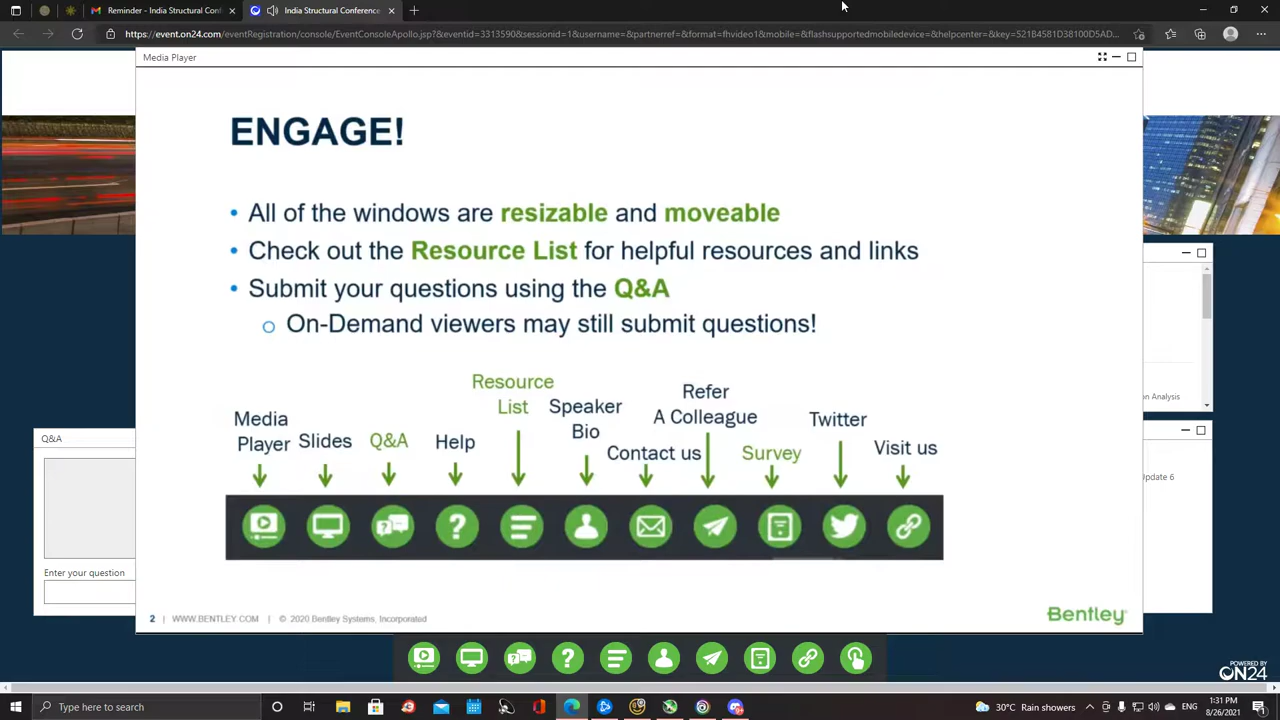 Reminder - India Structural Conf
India Structural Conference
https://event.on24.com/eventRegistration/console/EventConsoleApollo.jsp?&eventid=3313590&sessionid=1&username=&partnerref=&format=fhvideo1&mobile=&flashsupportedmobiledevice=&helpcenter=&key=521B4581D38100D5AD...
Media Player
ENGAGE!
• All of the windows are resizable and moveable
• Check out the Resource List for helpful resources and links
• Submit your questions using the Q&A
○ On-Demand viewers may still submit questions!
Media Player
Slides
Q&A
Help
Resource List
Speaker Bio
Contact us
Refer A Colleague
Survey
Twitter
Visit us
2 | WWW.BENTLEY.COM | © 2020 Bentley Systems, Incorporated
Bentley
Q&A
Enter your question
on Analysis
Update 6
POWERED BY
ON24
Type here to search
30°C Rain showers
1:31 PM
8/26/2021